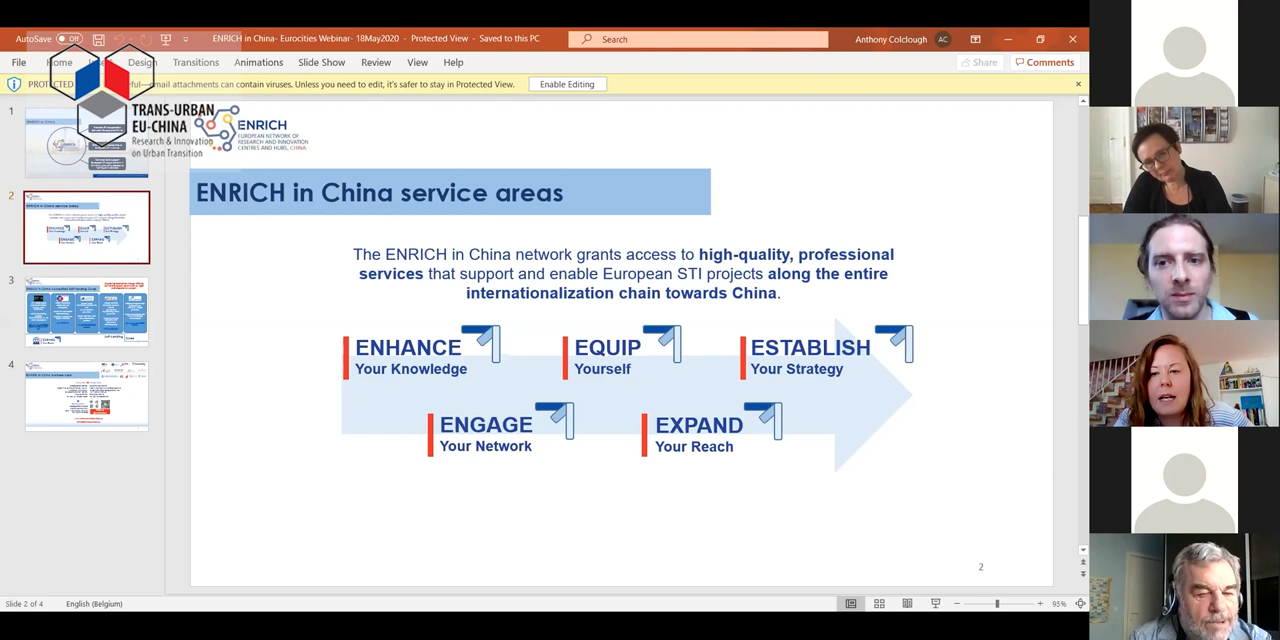 AutoSave Off
ENRICH in China- Eurocities Webinar- 18May2020 - Protected View - Saved to this PC
Search
Anthony Colclough AC
File Home Design Transitions Animations Slide Show Review View Help
Share Comments
email attachments can contain viruses. Unless you need to edit, it's safer to stay in Protected View. Enable Editing
TRANS-URBAN
EU-CHINA
Research & Innovation
on Urban Transition
ENRICH
EUROPEAN NETWORK OF
RESEARCH AND INNOVATION
CENTRES AND HUBS, CHINA
1
2
3
4
ENRICH in China service areas
The ENRICH in China network grants access to high-quality, professional
services that support and enable European STI projects along the entire
internationalization chain towards China.
ENHANCE
Your Knowledge
EQUIP
Yourself
ESTABLISH
Your Strategy
ENGAGE
Your Network
EXPAND
Your Reach
2
Slide 2 of 4 English (Belgium)
95%